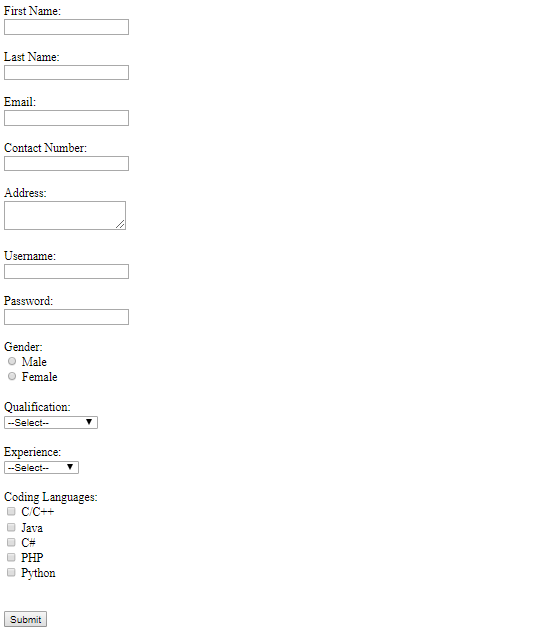 First Name:
Last Name:
Email:
Contact Number:
Address:
Username:
Password:
Gender:
Male
Female
Qualification:
--Select--
Experience:
--Select--
Coding Languages:
C/C++
Java
C#
PHP
Python
Submit